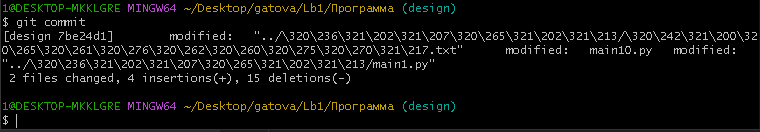 1@DESKTOP-MKKLGRE MINGW64 ~/Desktop/gatova/Lb1/Программа (design)
$ git commit
[design 7be24d1]       modified:   "../\320\236\321\202\321\207\320\265\321\202\321\213/\320\242\321\200\32
0\265\320\261\320\276\320\262\320\260\320\275\320\270\321\217.txt"      modified:   main10.py   modified:
"../\320\236\321\202\321\207\320\265\321\202\321\213/main1.py"
 2 files changed, 4 insertions(+), 15 deletions(-)
1@DESKTOP-MKKLGRE MINGW64 ~/Desktop/gatova/Lb1/Программа (design)
$